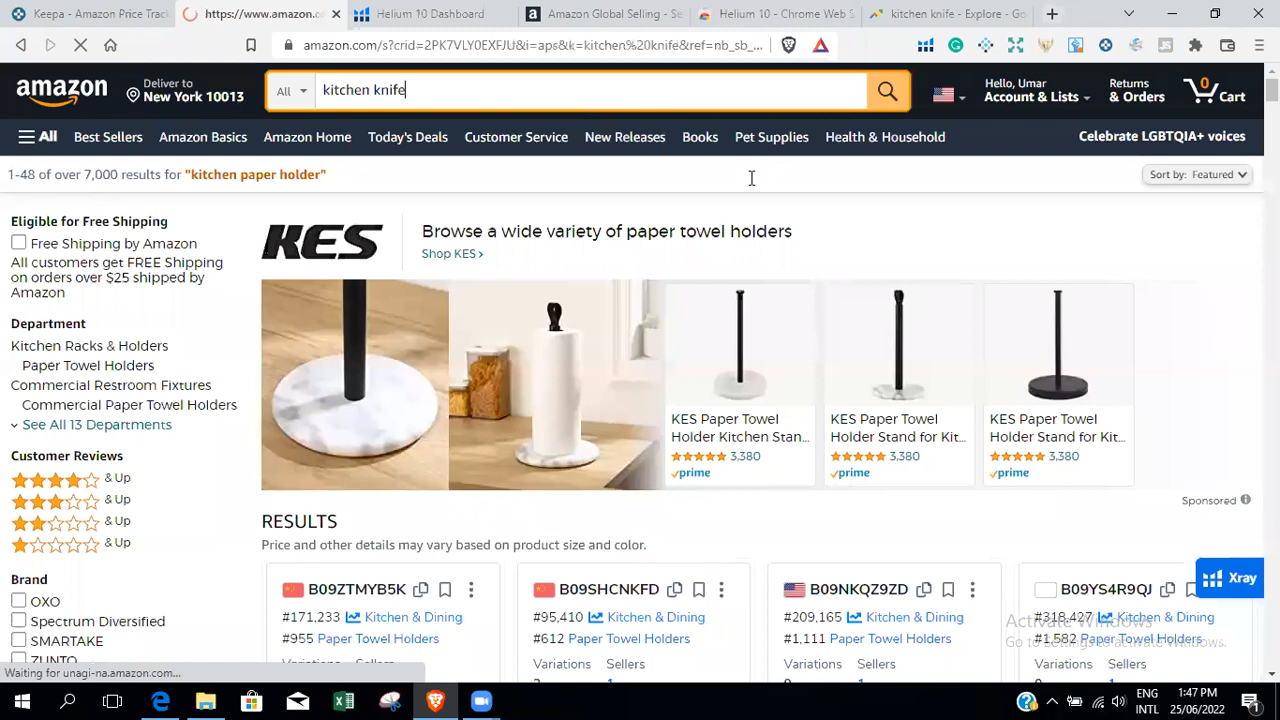 Keepa - Amazon Price Track
https://www.amazon.c
Helium 10 Dashboard
Amazon Global Selling - Se
Helium 10 - Chrome Web S
kitchen knife - Explore - Go
amazon.com/s?crid=2PK7VLY0EXFJU&i=aps&k=kitchen%20knife&ref=nb_sb_...
amazon
Deliver to
New York 10013
All
kitchen knife
Hello, Umar
Account & Lists
Returns
& Orders
0
Cart
All
Best Sellers
Amazon Basics
Amazon Home
Today's Deals
Customer Service
New Releases
Books
Pet Supplies
Health & Household
Celebrate LGBTQIA+ voices
1-48 of over 7,000 results for "kitchen paper holder"
Sort by: Featured
Eligible for Free Shipping
Free Shipping by Amazon
All customers get FREE Shipping
on orders over $25 shipped by
Amazon
Department
Kitchen Racks & Holders
Paper Towel Holders
Commercial Restroom Fixtures
Commercial Paper Towel Holders
See All 13 Departments
Customer Reviews
& Up
& Up
& Up
& Up
Brand
OXO
Spectrum Diversified
SMARTAKE
ZUNTO
KES
Browse a wide variety of paper towel holders
Shop KES ›
KES Paper Towel
Holder Kitchen Stan...
3,380
prime
KES Paper Towel
Holder Stand for Kit...
3,380
prime
KES Paper Towel
Holder Stand for Kit...
3,380
prime
Sponsored
RESULTS
Price and other details may vary based on product size and color.
B09ZTMYB5K
#171,233 Kitchen & Dining
#955 Paper Towel Holders
Variations Sellers
B09SHCNKFD
#95,410 Kitchen & Dining
#612 Paper Towel Holders
Variations Sellers
B09NKQZ9ZD
#209,165 Kitchen & Dining
#1,111 Paper Towel Holders
Variations Sellers
B09YS4R9QJ
#318,427 Kitchen & Dining
#1,582 Paper Towel Holders
Variations Sellers
Xray
Activate Windows
Go to Settings to activate Windows.
Waiting for unagi-na.amazon.com...
ENG
INTL
1:47 PM
25/06/2022
1